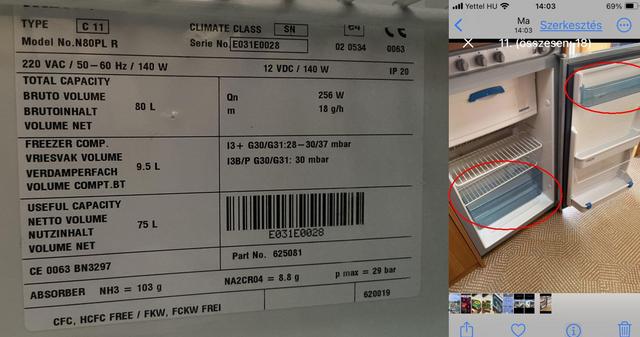 TYPE C 11 CLIMATE CLASS SN e4 CE
Model No.N80PL R Serie No. E031E0028 02 0534 0063
220 VAC / 50-60 Hz / 140 W 12 VDC / 140 W IP 20
TOTAL CAPACITY
BRUTO VOLUME
BRUTOINHALT
VOLUME NET
80 L
Qn 256 W
m 18 g/h
FREEZER COMP.
VRIESVAK VOLUME
VERDAMPERFACH
VOLUME COMPT.BT
9.5 L
I3+ G30/G31:28-30/37 mbar
I3B/P G30/G31: 30 mbar
USEFUL CAPACITY
NETTO VOLUME
NUTZINHALT
VOLUME NET
75 L
E031E0028
CE 0063 BN3297 Part No. 625081
ABSORBER NH3 = 103 g NA2CR04 = 8.8 g p max = 29 bar
CFC, HCFC FREE / FKW, FCKW FREI 620019
Yettel HU 14:03 69%
Ma
14:03
Szerkesztés
11. (összesen: 18)